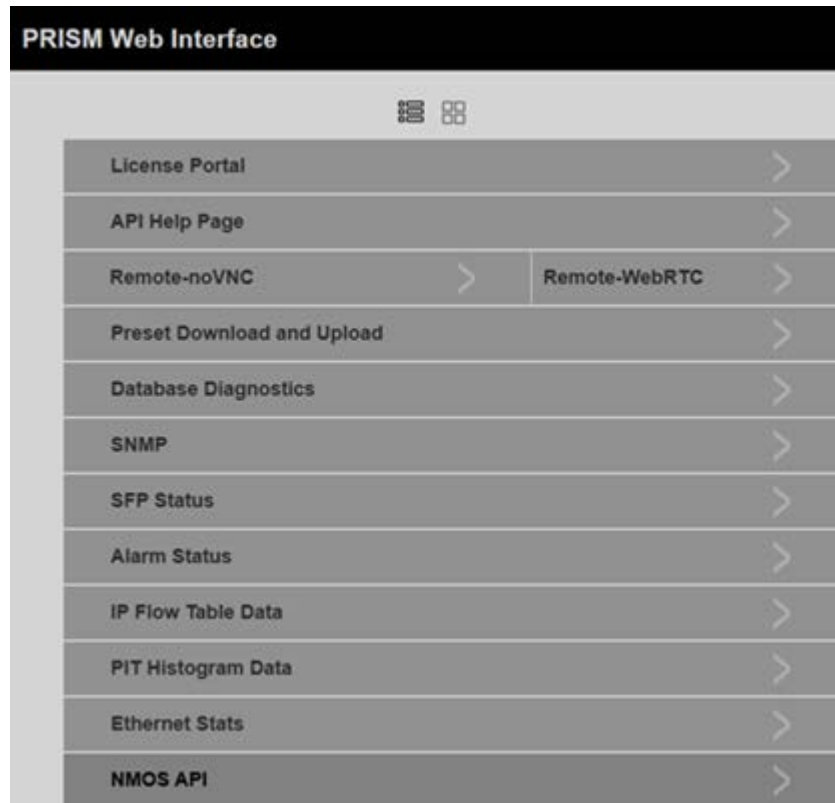 PRISM Web Interface
License Portal
API Help Page
Remote-noVNC
Remote-WebRTC
Preset Download and Upload
Database Diagnostics
SNMP
SFP Status
Alarm Status
IP Flow Table Data
PIT Histogram Data
Ethernet Stats
NMOS API